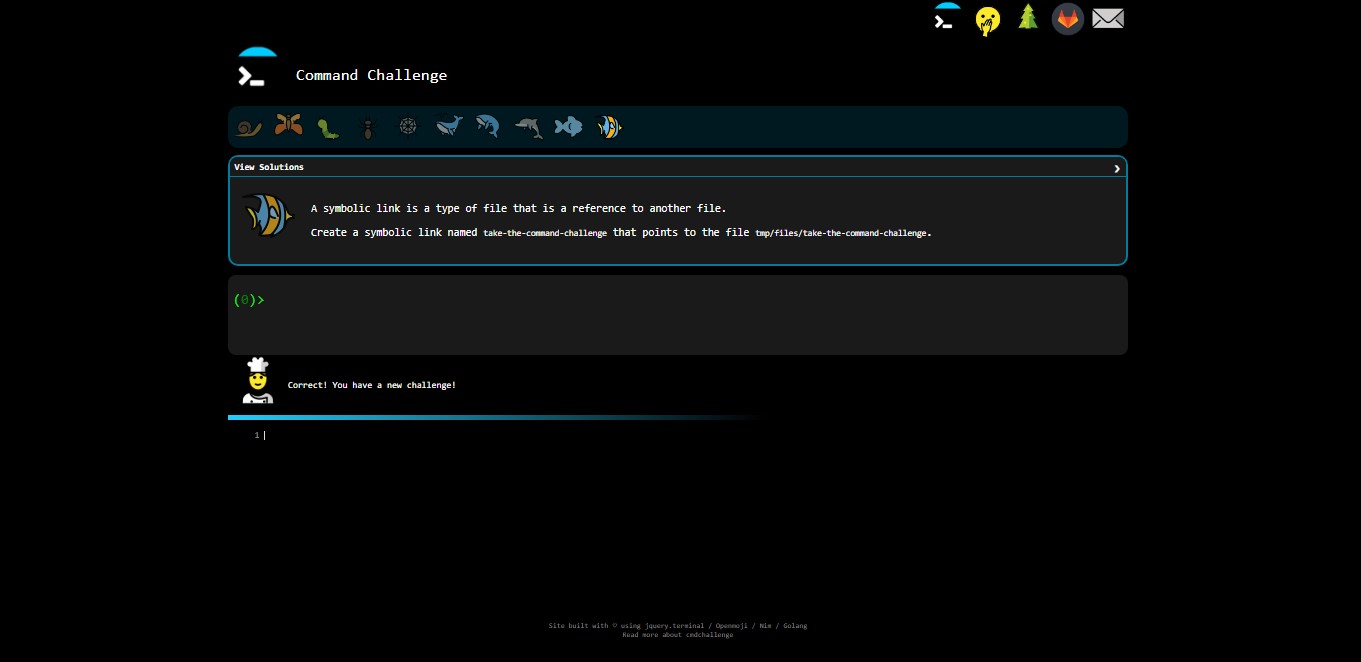 Command Challenge
View Solutions
A symbolic link is a type of file that is a reference to another file.
Create a symbolic link named take-the-command-challenge that points to the file tmp/files/take-the-command-challenge.
(0)>
Correct! You have a new challenge!
1
Site built with ♡ using jquery.terminal / Openmoji / Nim / Golang
Read more about cmdchallenge